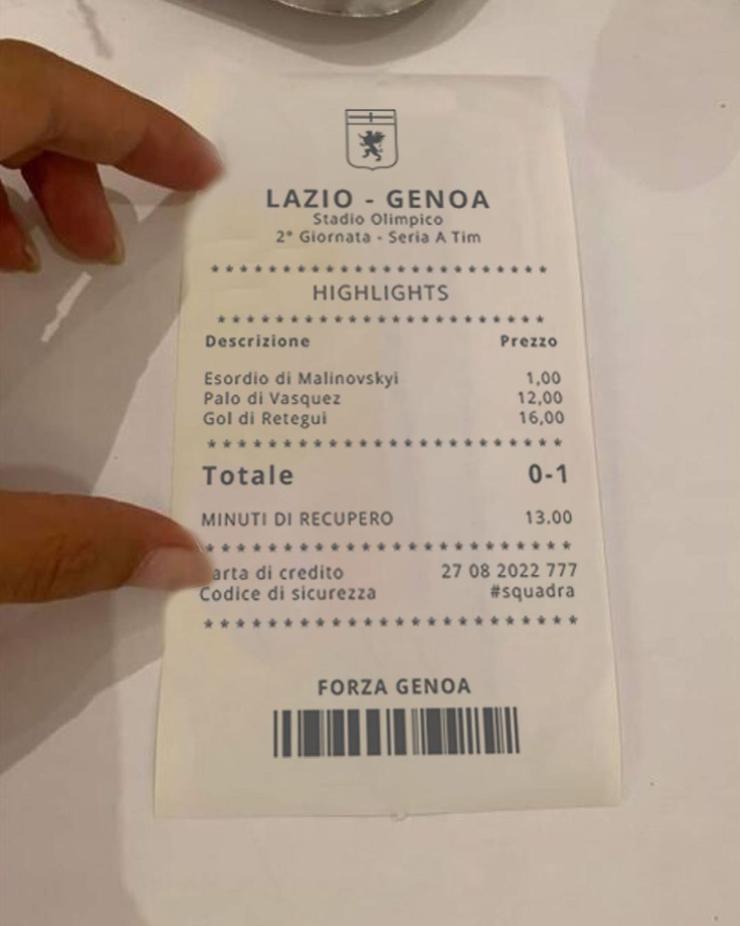 LAZIO - GENOA
Stadio Olimpico
2ª Giornata - Seria A Tim
* * * * * * * * * * * * * * * * * * * * * * * *
HIGHLIGHTS
* * * * * * * * * * * * * * * * * * * * * * *
Descrizione Prezzo
Esordio di Malinovskyi 1,00
Palo di Vasquez 12,00
Gol di Retegui 16,00
* * * * * * * * * * * * * * * * * * * * * * * *
Totale 0-1
MINUTI DI RECUPERO 13.00
* * * * * * * * * * * * * * * * * * * * * * * *
arta di credito 27 08 2022 777
Codice di sicurezza #squadra
* * * * * * * * * * * * * * * * * * * * * * * * *
FORZA GENOA